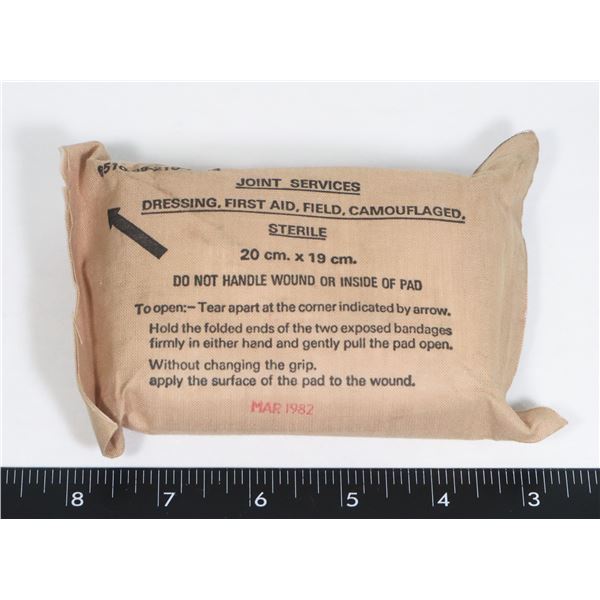 JOINT SERVICES
DRESSING, FIRST AID, FIELD, CAMOUFLAGED,
STERILE
20 cm. x 19 cm.
DO NOT HANDLE WOUND OR INSIDE OF PAD
To open:— Tear apart at the corner indicated by arrow.
Hold the folded ends of the two exposed bandages
firmly in either hand and gently pull the pad open.
Without changing the grip.
apply the surface of the pad to the wound.
MAR 1982
8 7 6 5 4 3